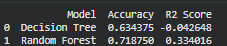 Model Accuracy R2 Score
0 Decision Tree 0.634375 -0.042648
1 Random Forest 0.718750 0.334016